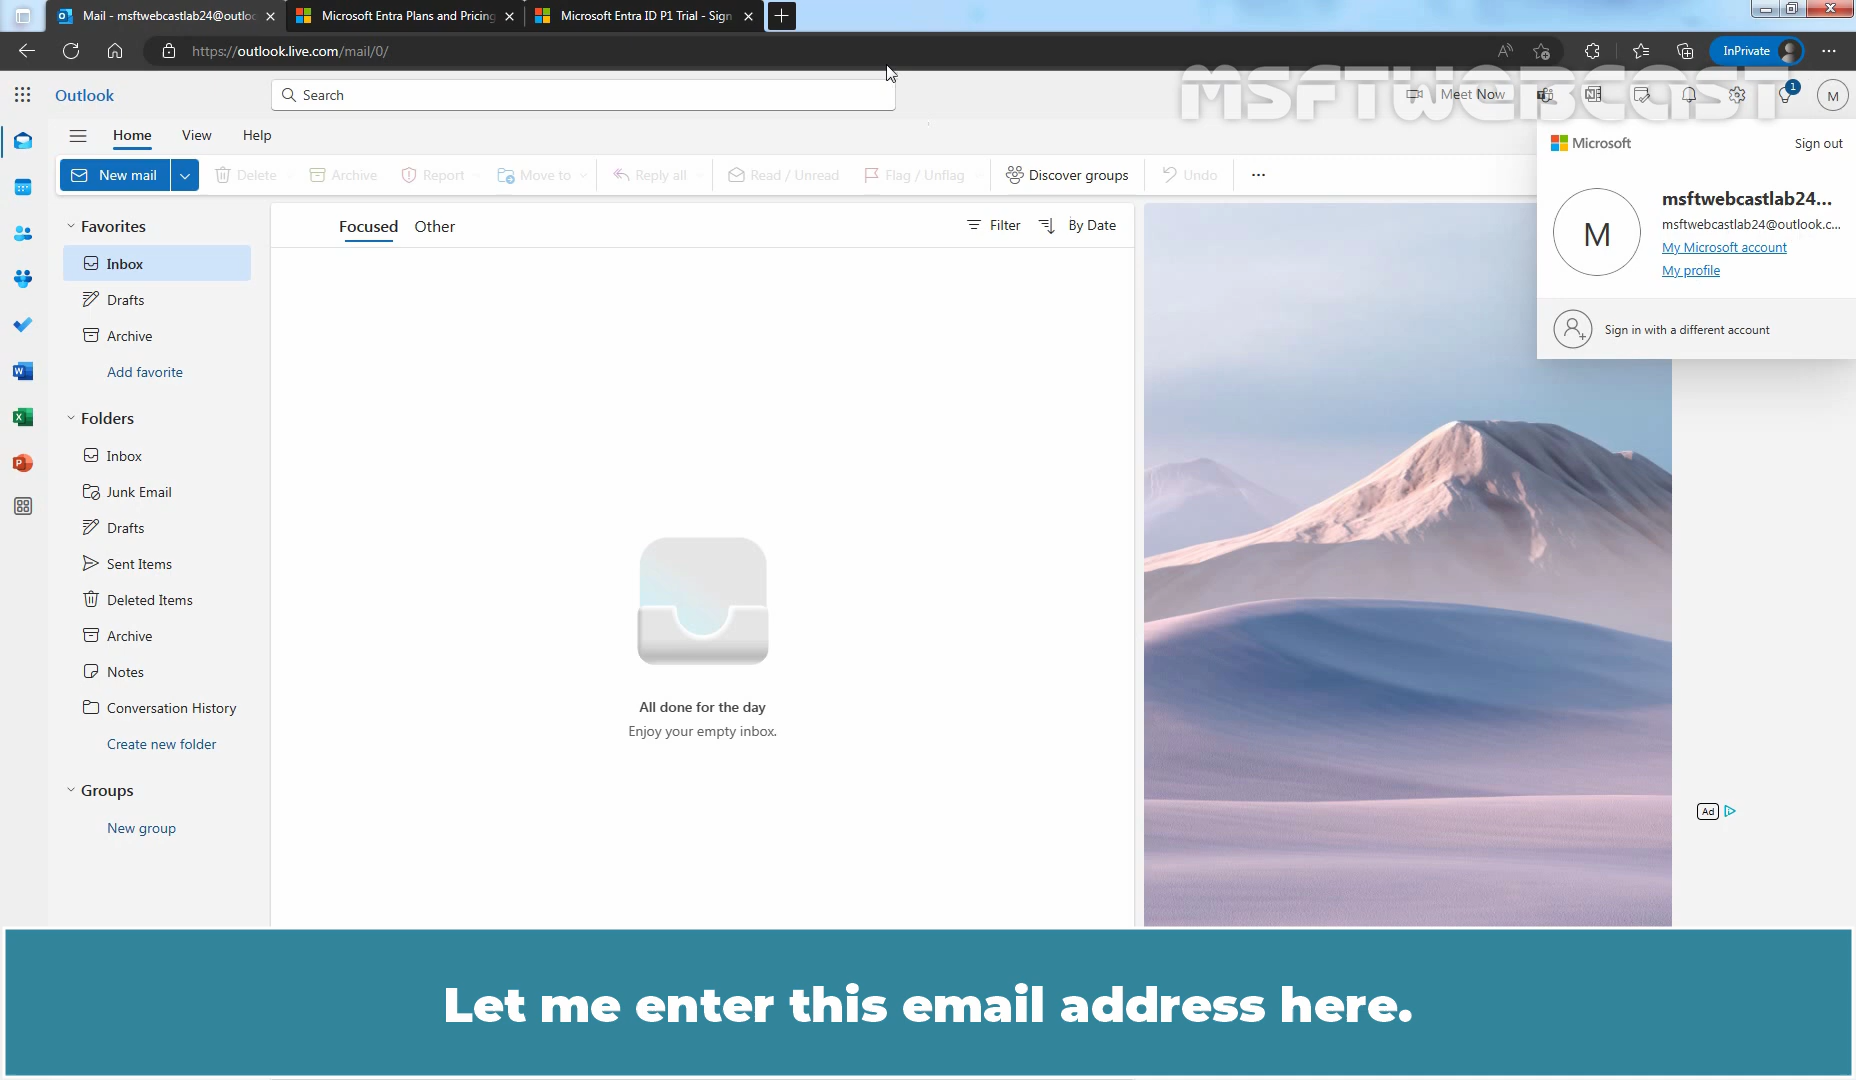 Mail - msftwebcastlab24@outloo
Microsoft Entra Plans and Pricing
Microsoft Entra ID P1 Trial - Sign
https://outlook.live.com/mail/0/
InPrivate
MSFTWEBCAST
Outlook
Search
Meet Now
1
M
Home
View
Help
Microsoft
Sign out
New mail
Delete
Archive
Report
Move to
Reply all
Read / Unread
Flag / Unflag
Discover groups
Undo
msftwebcastlab24...
M
msftwebcastlab24@outlook.c...
My Microsoft account
My profile
Sign in with a different account
Favorites
Inbox
Drafts
Archive
Add favorite
Focused
Other
Filter
By Date
Folders
Inbox
Junk Email
Drafts
Sent Items
Deleted Items
Archive
Notes
Conversation History
Create new folder
Groups
New group
All done for the day
Enjoy your empty inbox.
Ad
Let me enter this email address here.